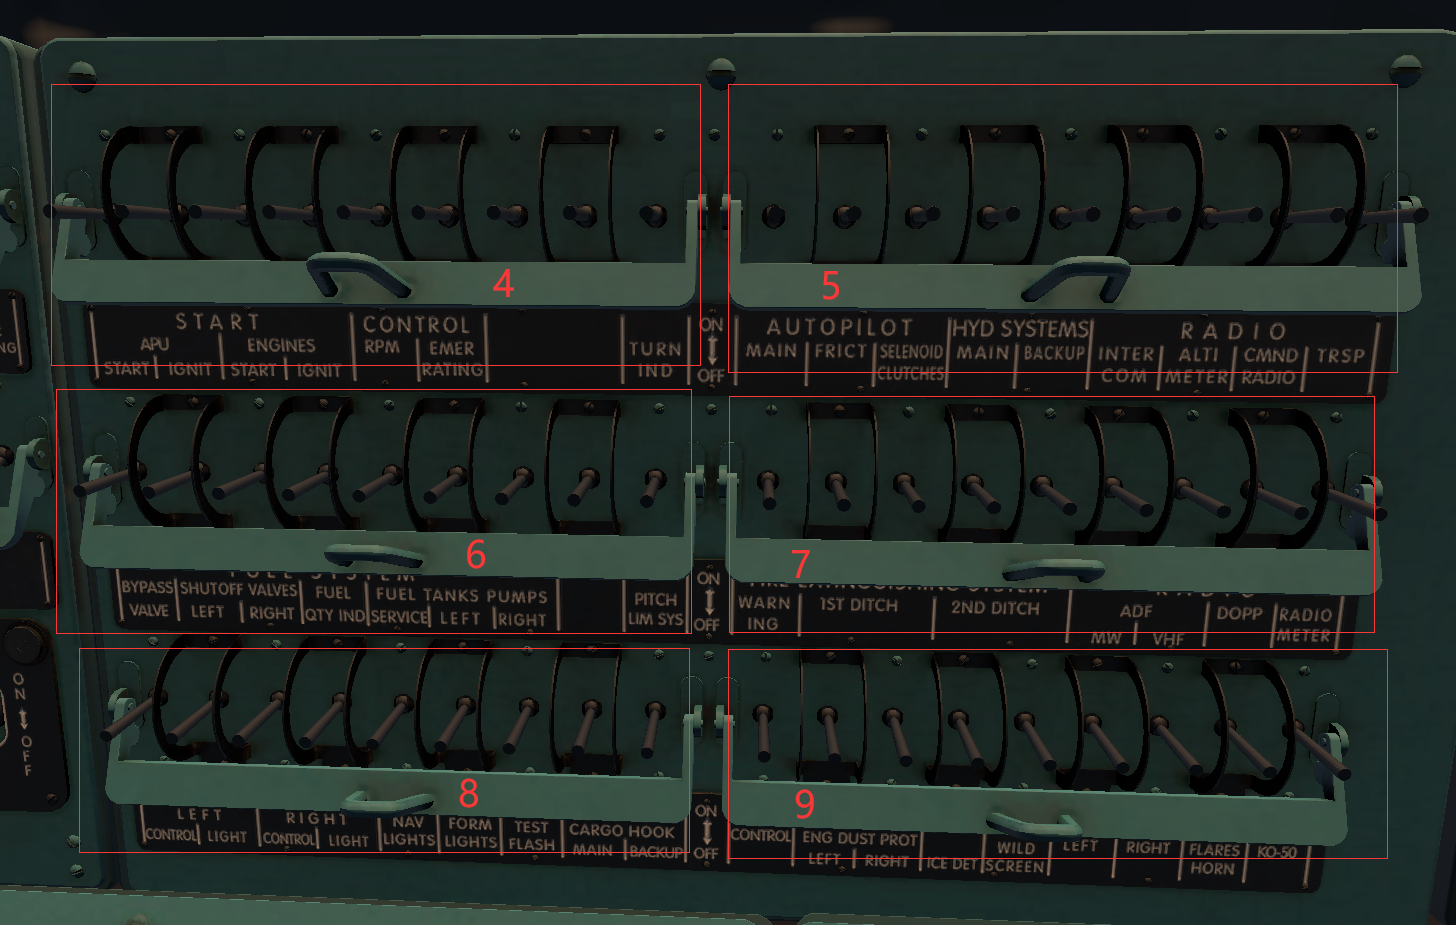 4
5
START
CONTROL
ON
AUTOPILOT
HYD SYSTEMS
RADIO
APU
ENGINES
RPM
EMER RATING
TURN IND
MAIN
FRICT
SELENOID CLUTCHES
MAIN
BACKUP
INTER COM
ALTI METER
CMND RADIO
TRSP
START
IGNIT
START
IGNIT
OFF
6
7
BYPASS VALVE
SHUTOFF VALVES
FUEL QTY IND
FUEL TANKS PUMPS
PITCH LIM SYS
ON
WARN ING
1ST DITCH
2ND DITCH
ADF
DOPP
RADIO METER
LEFT
RIGHT
SERVICE
LEFT
RIGHT
OFF
MW
VHF
ON
OFF
8
9
LEFT
RIGHT
NAV LIGHTS
FORM LIGHTS
TEST FLASH
CARGO HOOK
ON
CONTROL
ENG DUST PROT
WILD SCREEN
LEFT
RIGHT
FLARES HORN
KO-50
CONTROL
LIGHT
CONTROL
LIGHT
MAIN
BACKUP
OFF
LEFT
RIGHT
ICE DET
NG